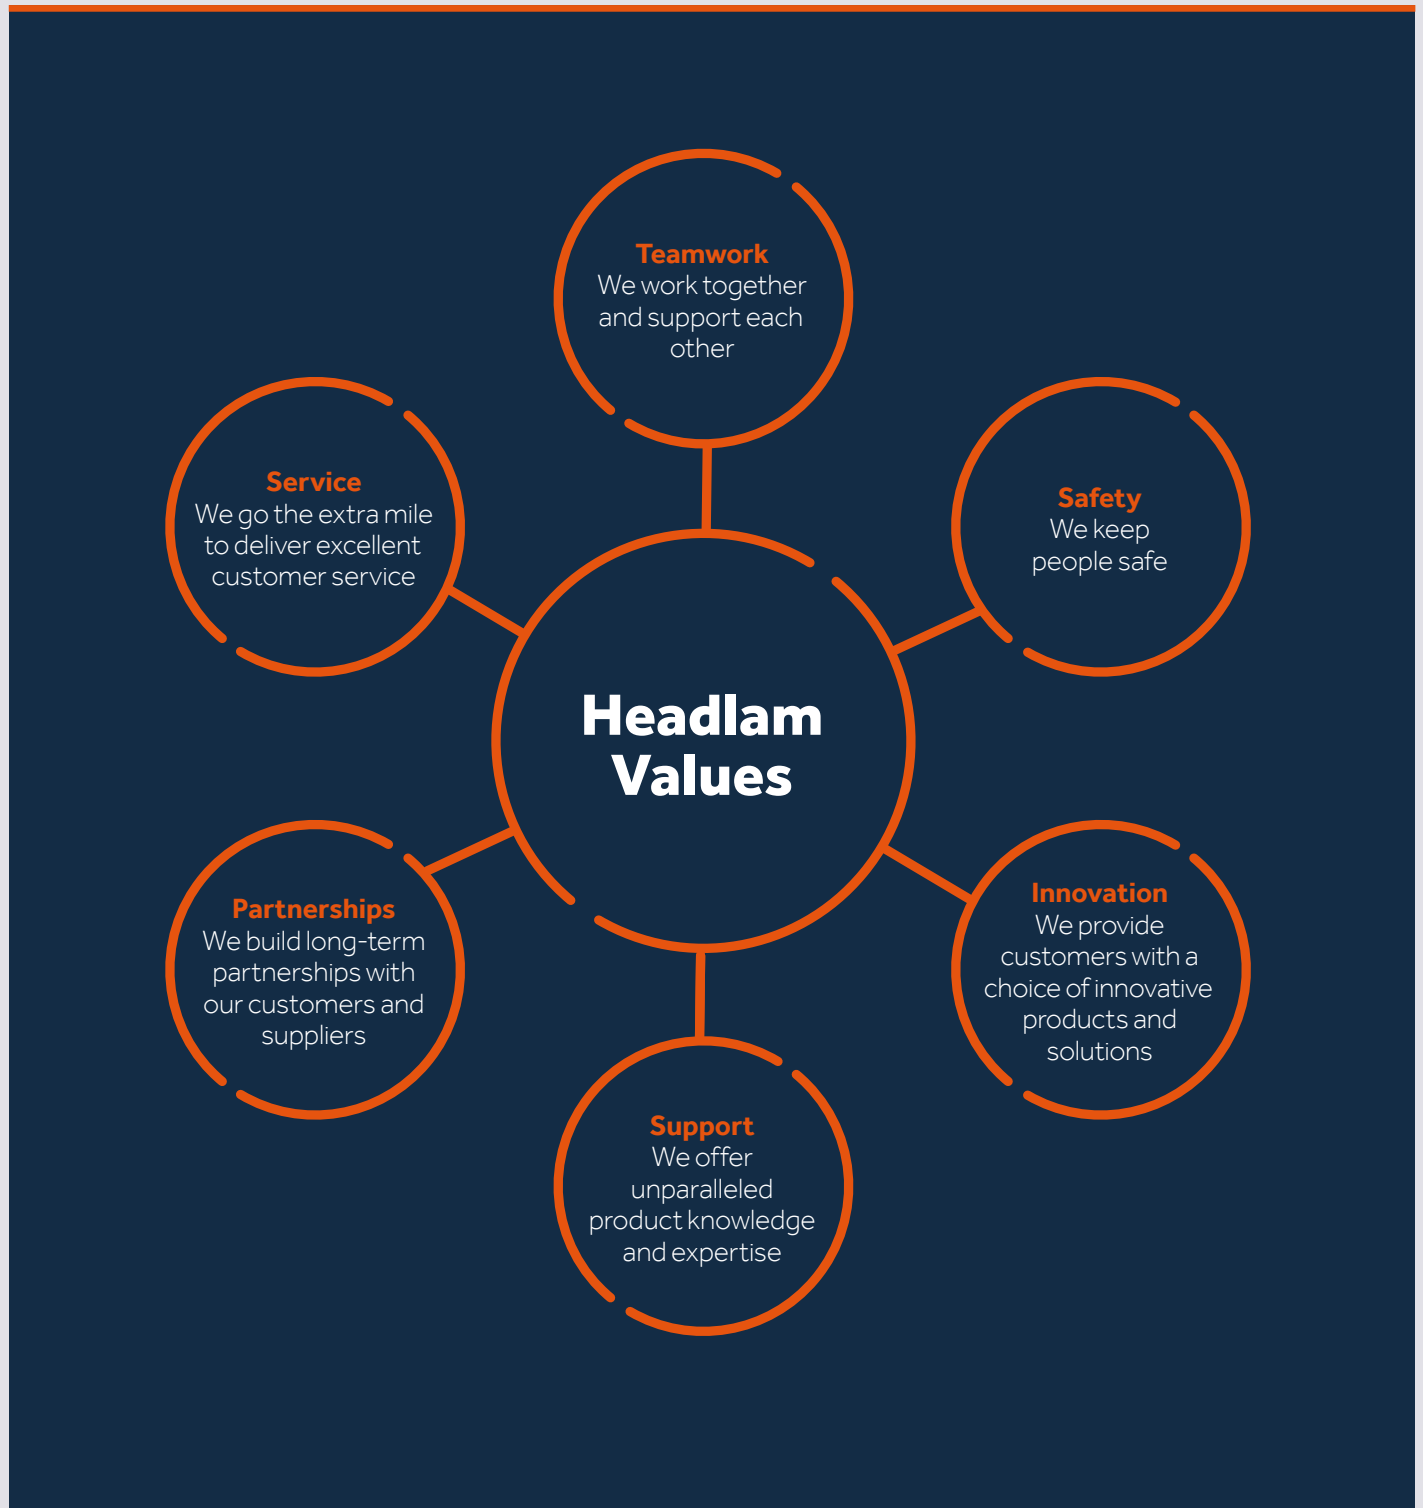 Teamwork
We work together
and support each
other
Service
We go the extra mile
to deliver excellent
customer service
Safety
We keep
people safe
Headlam
Values
Partnerships
We build long-term
partnerships with
our customers and
suppliers
Innovation
We provide
customers with a
choice of innovative
products and
solutions
Support
We offer
unparalleled
product knowledge
and expertise